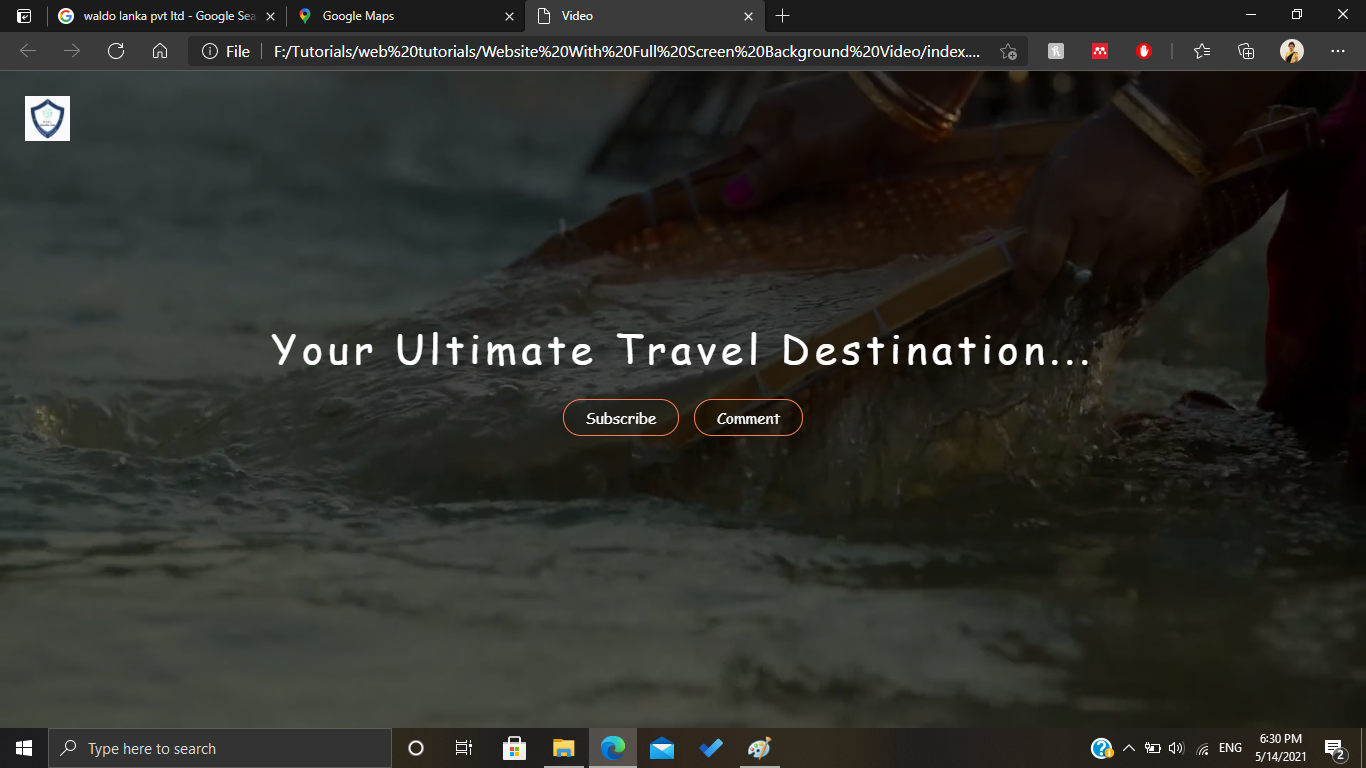 waldo lanka pvt ltd - Google Sea
Google Maps
Video
File
F:/Tutorials/web%20tutorials/Website%20With%20Full%20Screen%20Background%20Video/index....
Your Ultimate Travel Destination...
Subscribe
Comment
Type here to search
ENG
6:30 PM
5/14/2021
2